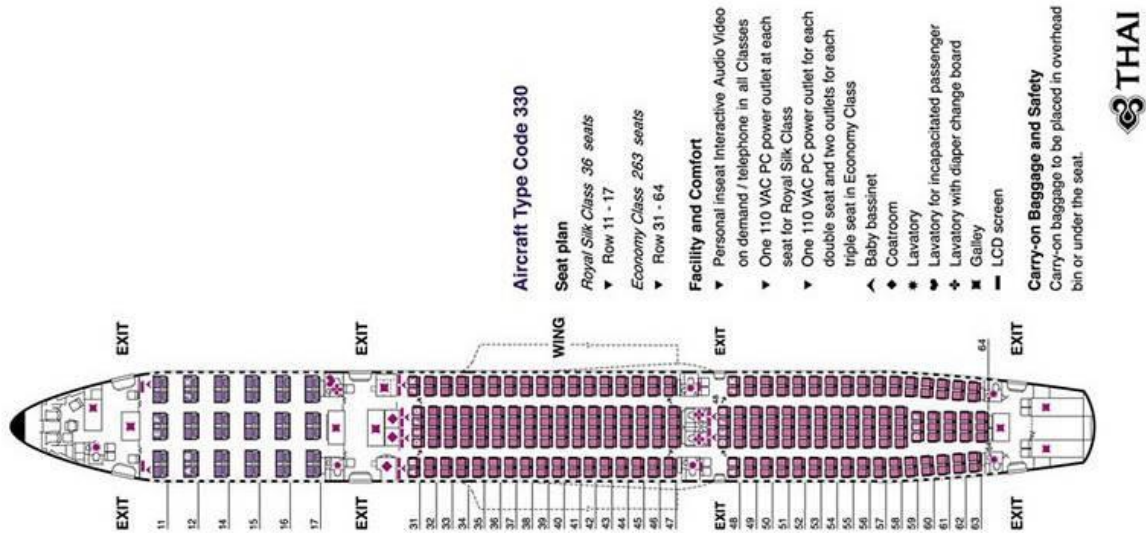 Aircraft Type Code 330
Seat plan
Royal Silk Class 36 seats
▼ Row 11 - 17
Economy Class 263 seats
▼ Row 31 - 64
Facility and Comfort
▼ Personal inseat Interactive Audio Video
on demand / telephone in all Classes
▼ One 110 VAC PC power outlet at each
seat for Royal Silk Class
▼ One 110 VAC PC power outlet for each
double seat and two outlets for each
triple seat in Economy Class
Baby bassinet
Coatroom
Lavatory
Lavatory for incapacitated passenger
Lavatory with diaper change board
Galley
LCD screen
Carry-on Baggage and Safety
Carry-on baggage to be placed in overhead
bin or under the seat.
THAI
EXIT
EXIT
EXIT
EXIT
EXIT
EXIT
EXIT
EXIT
WING
11
12
14
15
16
17
31
32
33
34
35
36
37
38
39
40
41
42
43
44
45
46
47
48
49
50
51
52
53
54
55
56
57
58
59
60
61
62
63
64
48